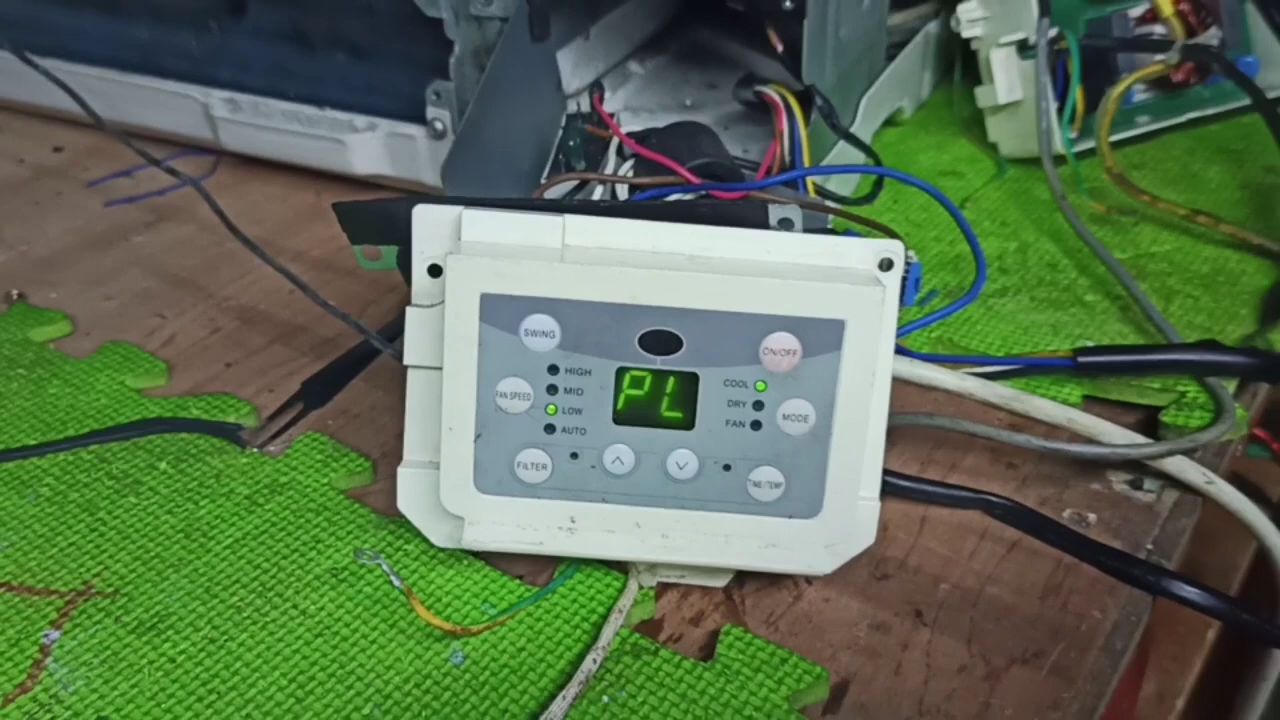 SWING
ON/OFF
HIGH
MID
LOW
AUTO
FAN SPEED
PL
COOL
DRY
FAN
MODE
FILTER
TIME/TEMP